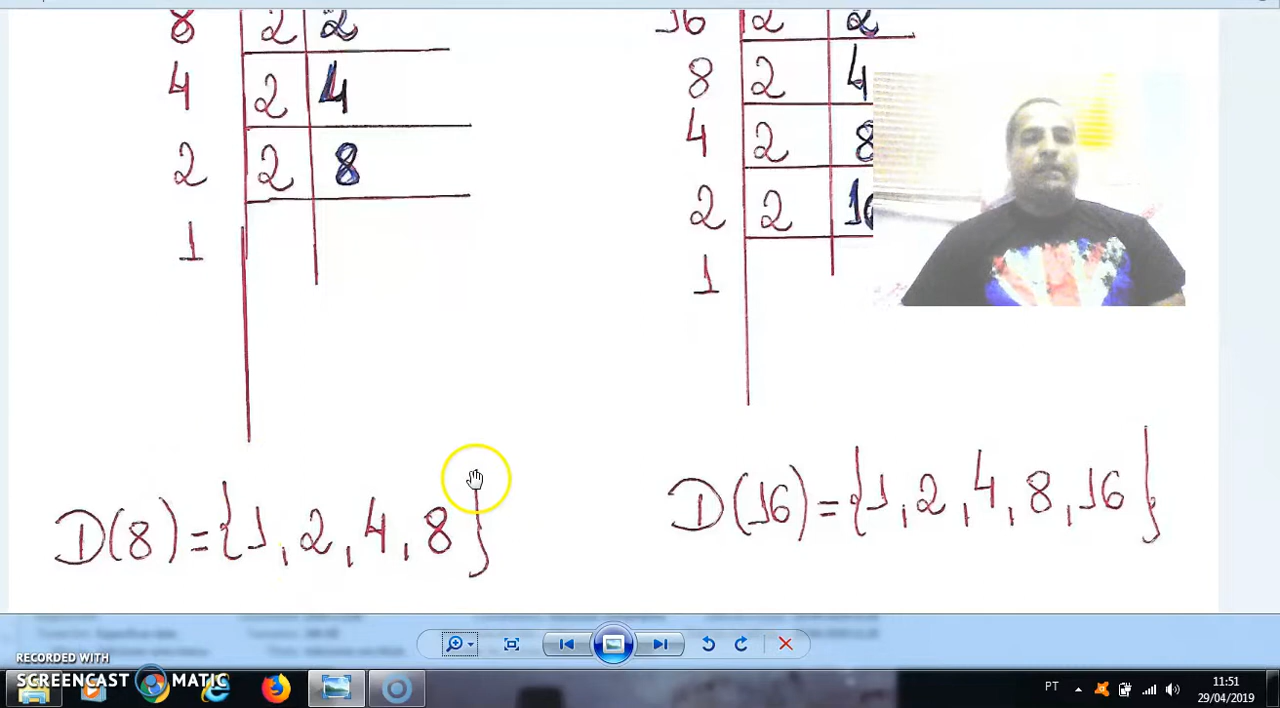 8 2 2
4 2 4
2 2 8
1
16 2 2
8 2 4
4 2 8
2 2 16
1
D(8)={1,2,4,8}
D(16)={1,2,4,8,16}
RECORDED WITH
SCREENCAST MATIC
PT
11:51
29/04/2019